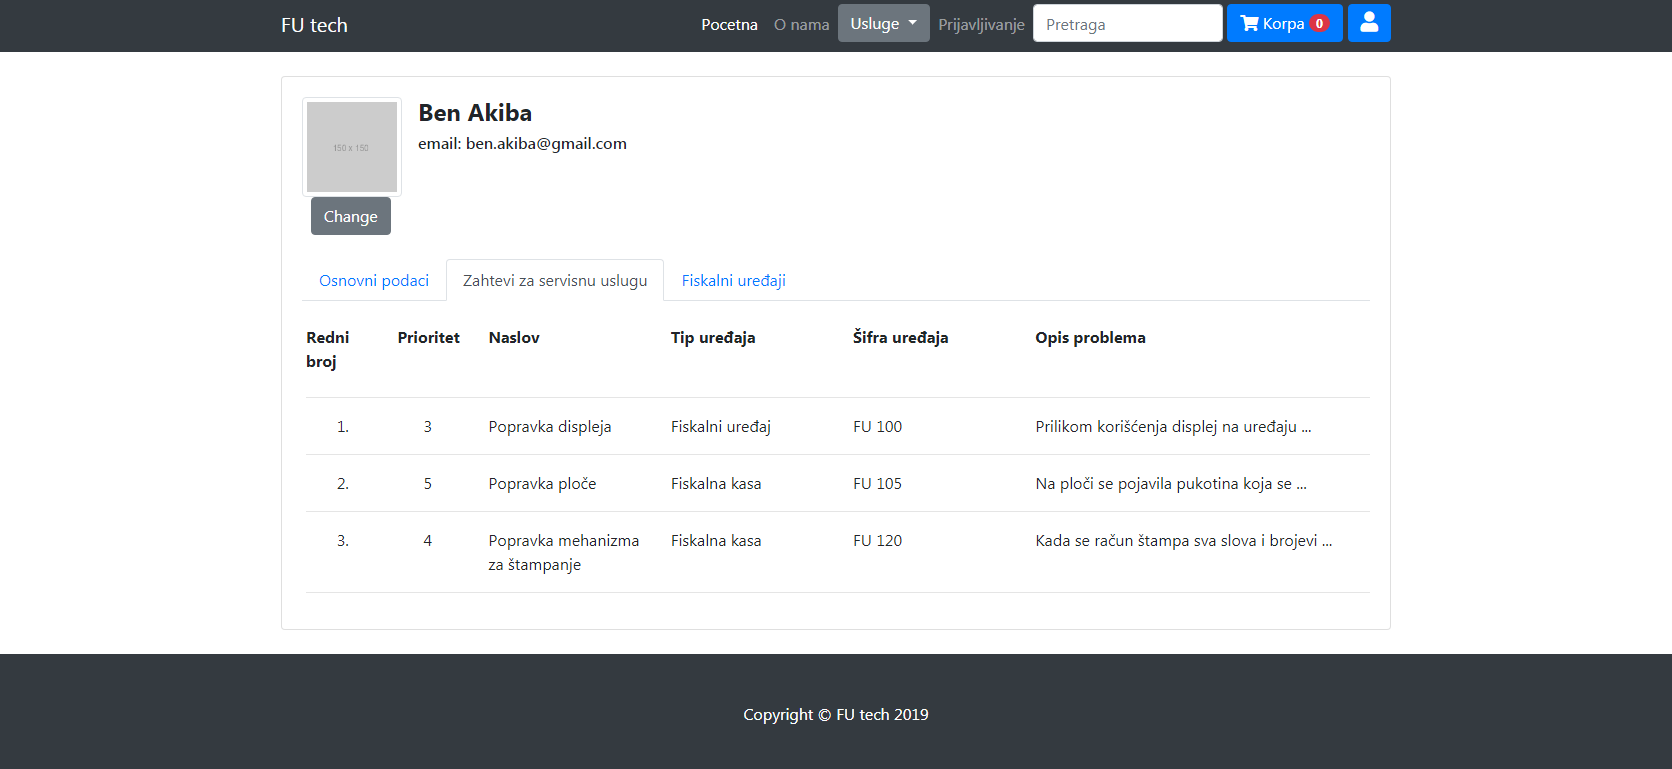 FU tech Pocetna O nama Usluge Prijavljivanje Pretraga Korpa 0
150 x 150
Ben Akiba
email: ben.akiba@gmail.com
Change
Osnovni podaci Zahtevi za servisnu uslugu Fiskalni uređaji
Redni broj Prioritet Naslov Tip uređaja Šifra uređaja Opis problema
1. 3 Popravka displeja Fiskalni uređaj FU 100 Prilikom korišćenja displej na uređaju ...
2. 5 Popravka ploče Fiskalna kasa FU 105 Na ploči se pojavila pukotina koja se ...
3. 4 Popravka mehanizma za štampanje Fiskalna kasa FU 120 Kada se račun štampa sva slova i brojevi ...
Copyright © FU tech 2019